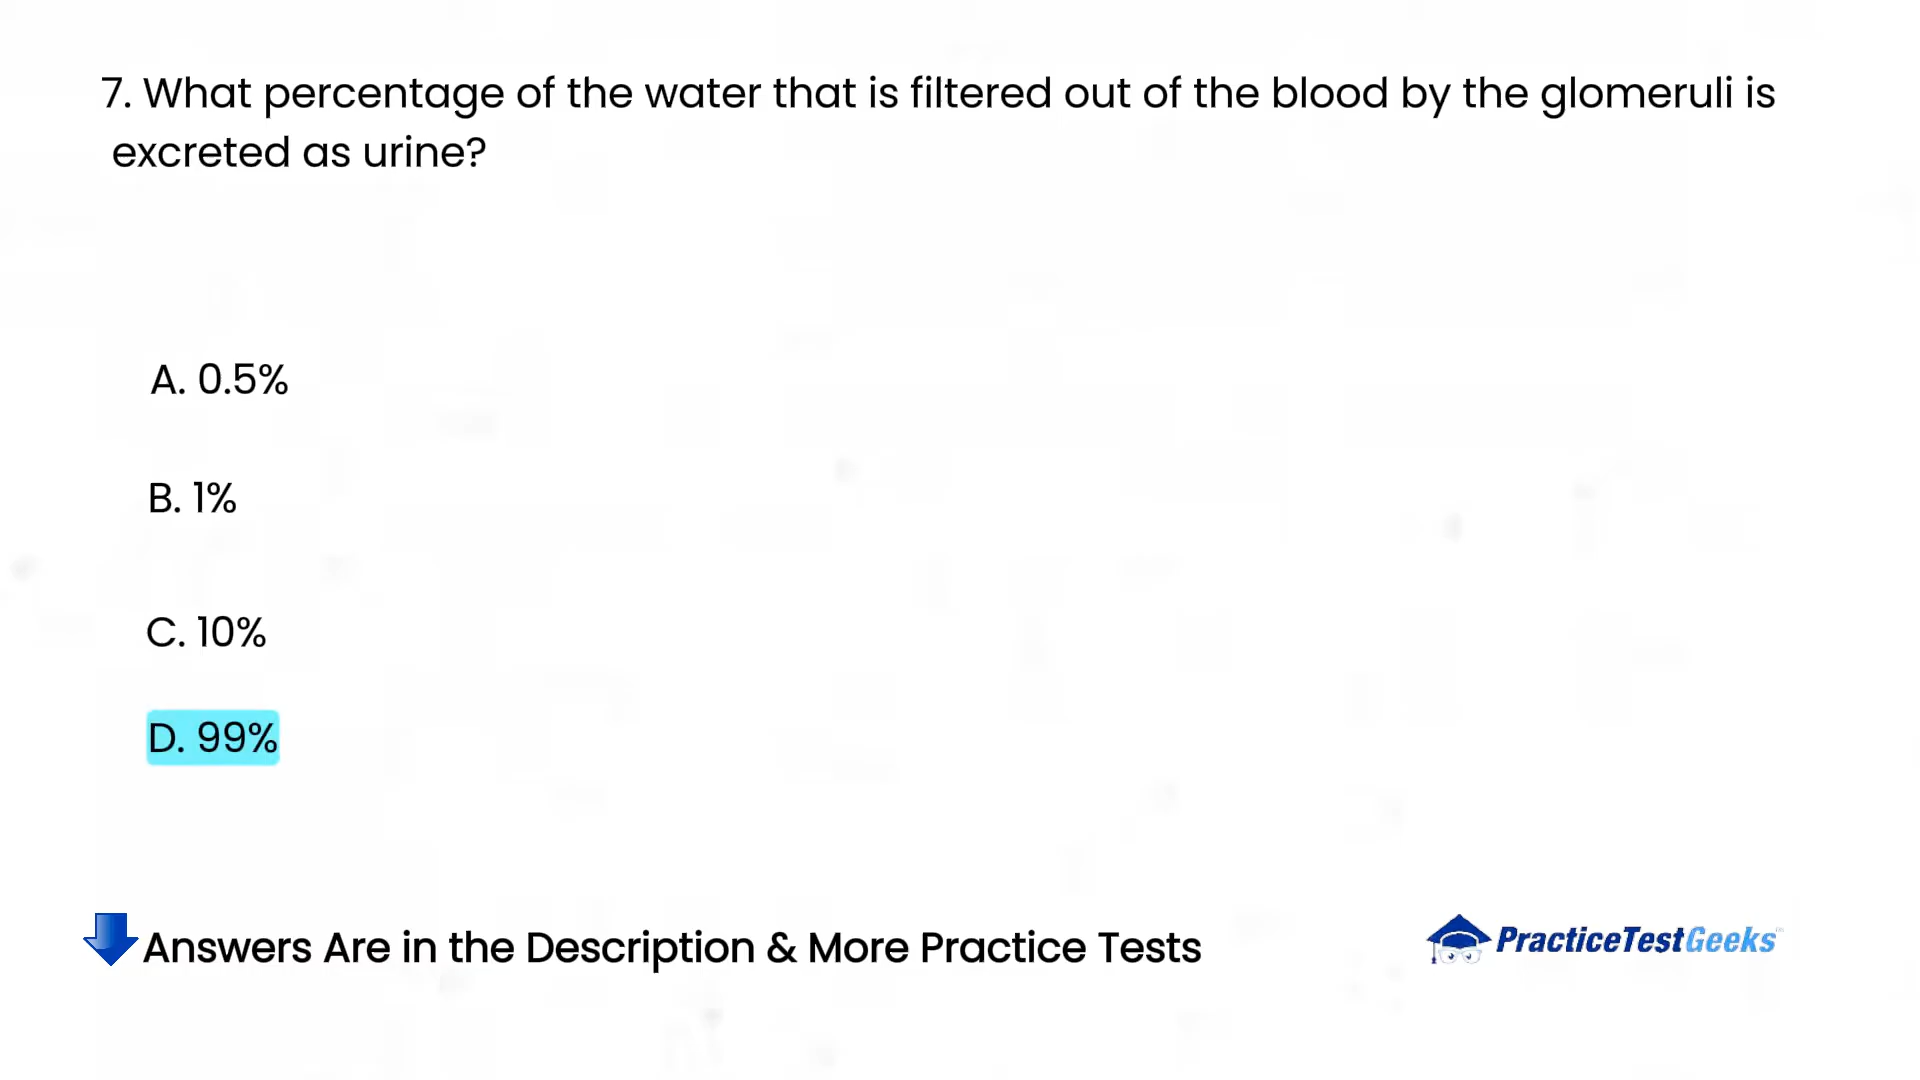 7. What percentage of the water that is filtered out of the blood by the glomeruli is
excreted as urine?
A. 0.5%
B. 1%
C. 10%
D. 99%
Answers Are in the Description & More Practice Tests
PracticeTestGeeks